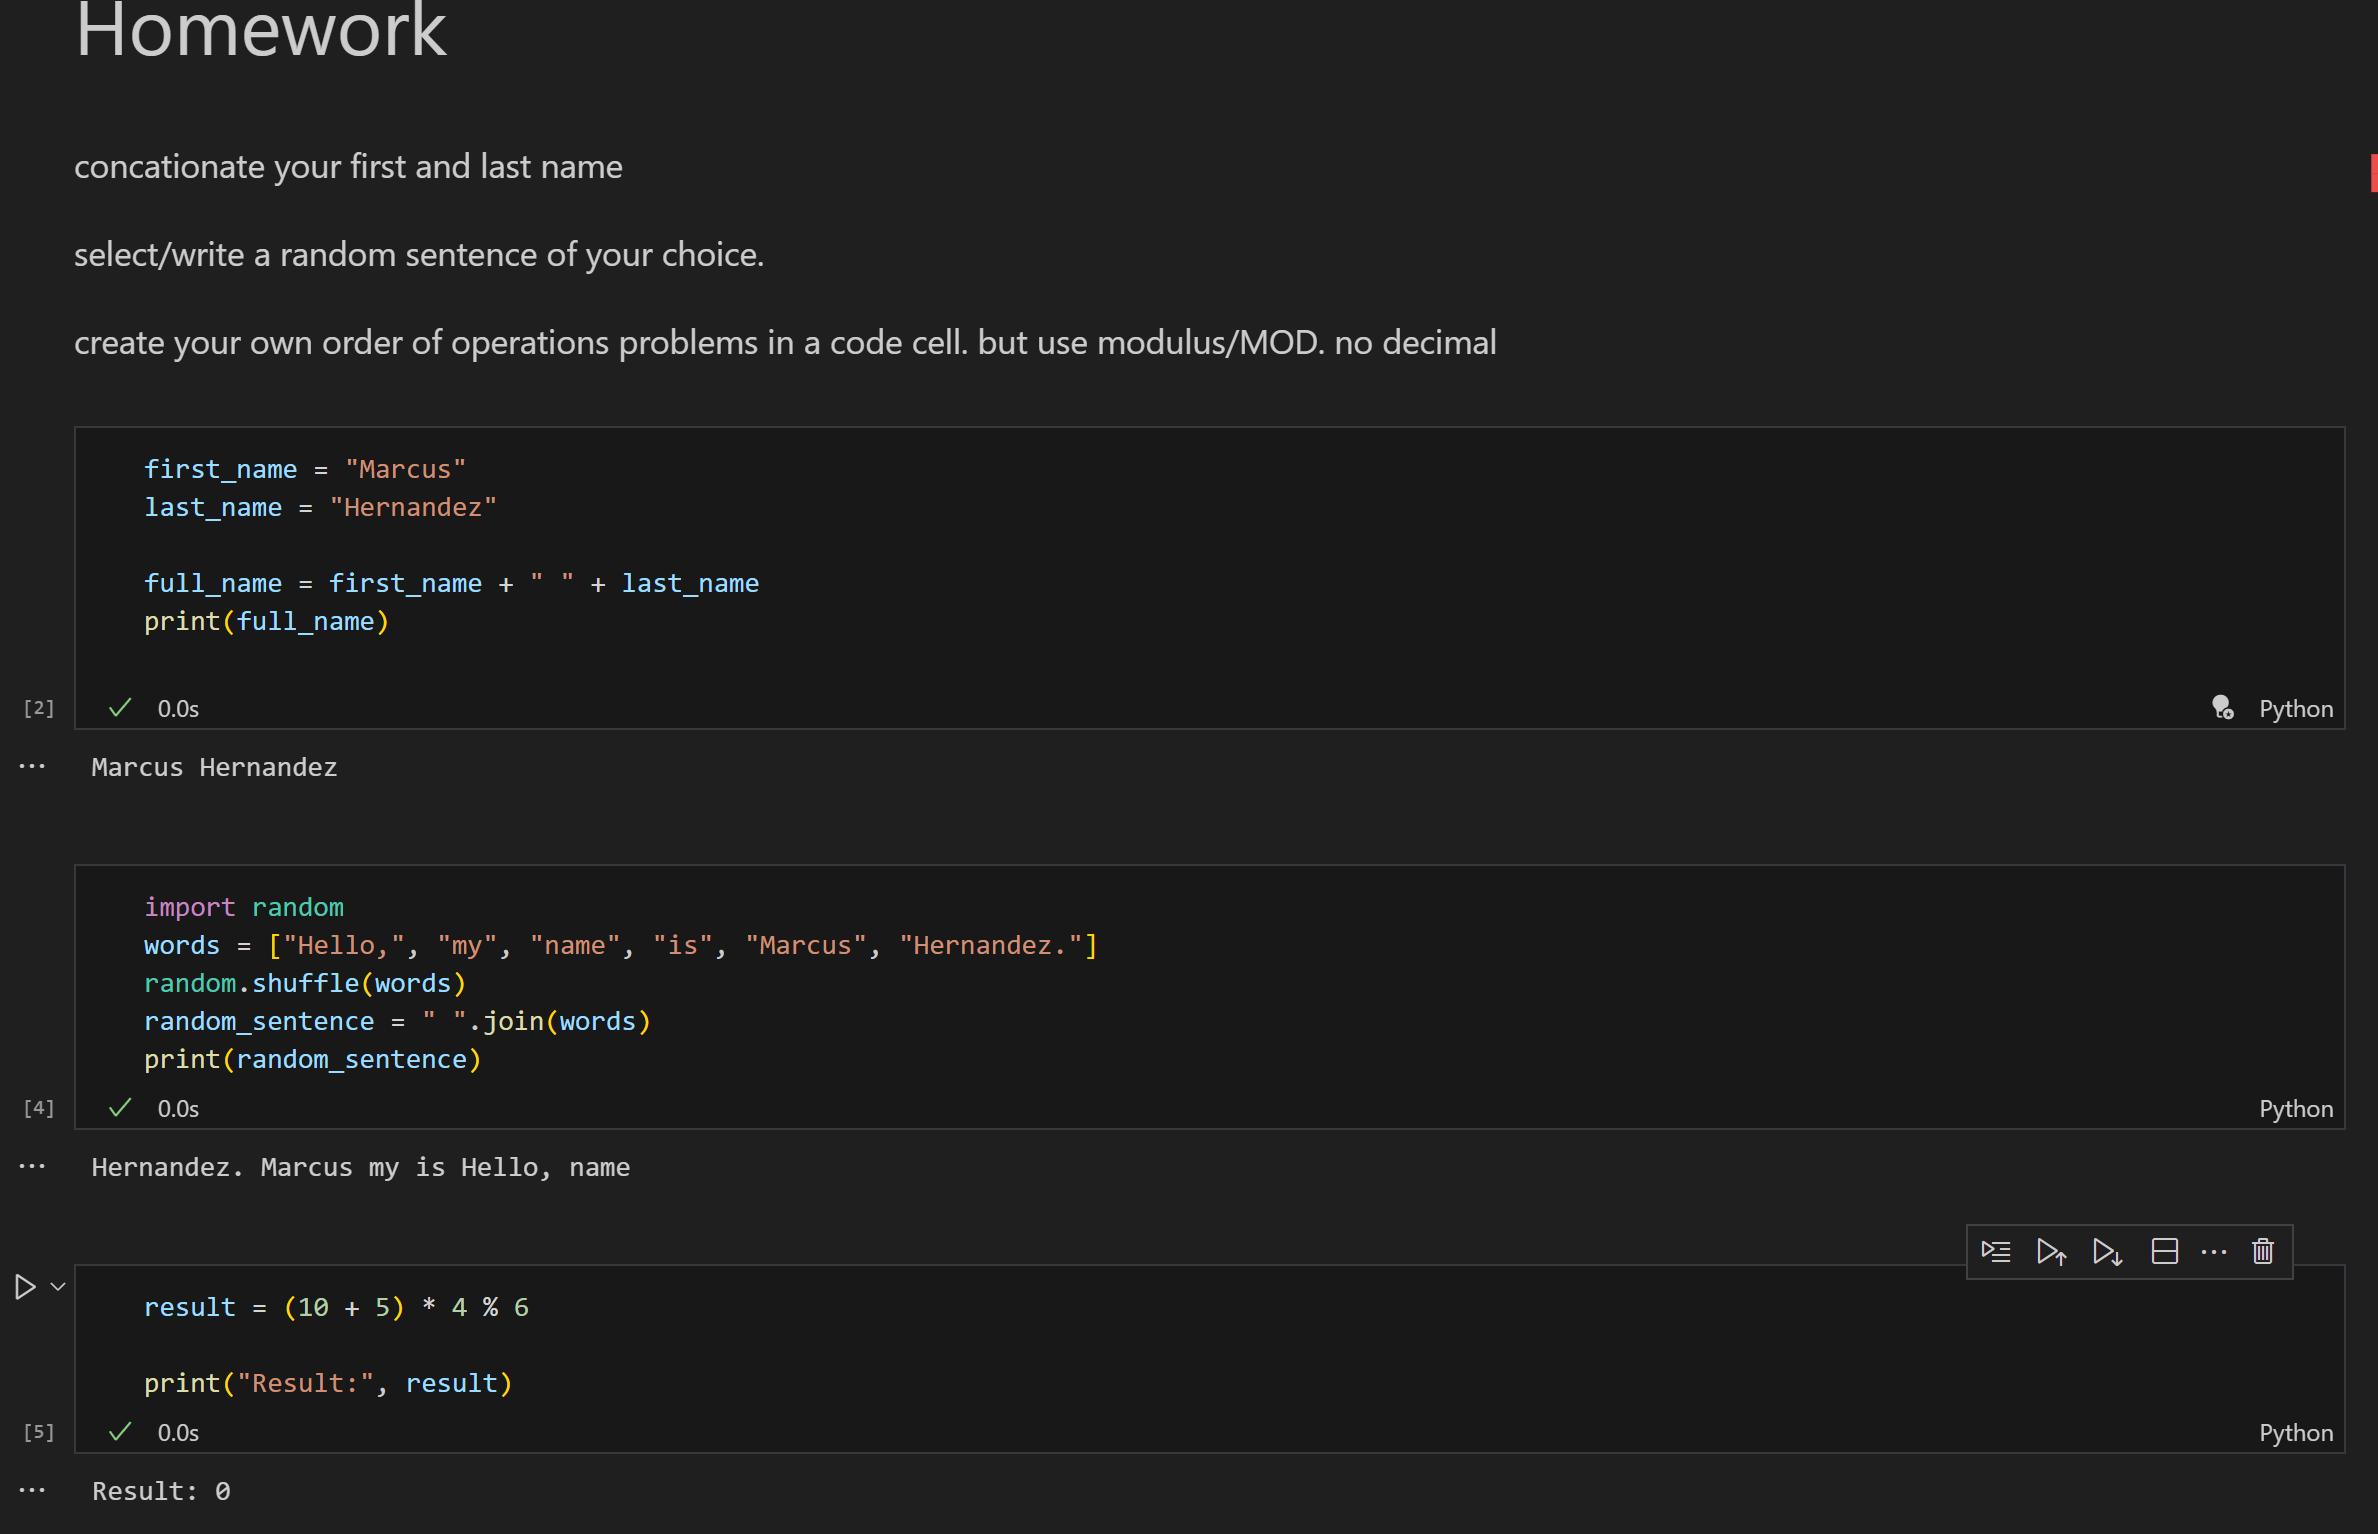 Homework
concationate your first and last name
select/write a random sentence of your choice.
create your own order of operations problems in a code cell. but use modulus/MOD. no decimal
first_name = "Marcus"
last_name = "Hernandez"
full_name = first_name + " " + last_name
print(full_name)
[2] 0.0s Python
... Marcus Hernandez
import random
words = ["Hello,", "my", "name", "is", "Marcus", "Hernandez."]
random.shuffle(words)
random_sentence = " ".join(words)
print(random_sentence)
[4] 0.0s Python
... Hernandez. Marcus my is Hello, name
result = (10 + 5) * 4 % 6
print("Result:", result)
[5] 0.0s Python
... Result: 0